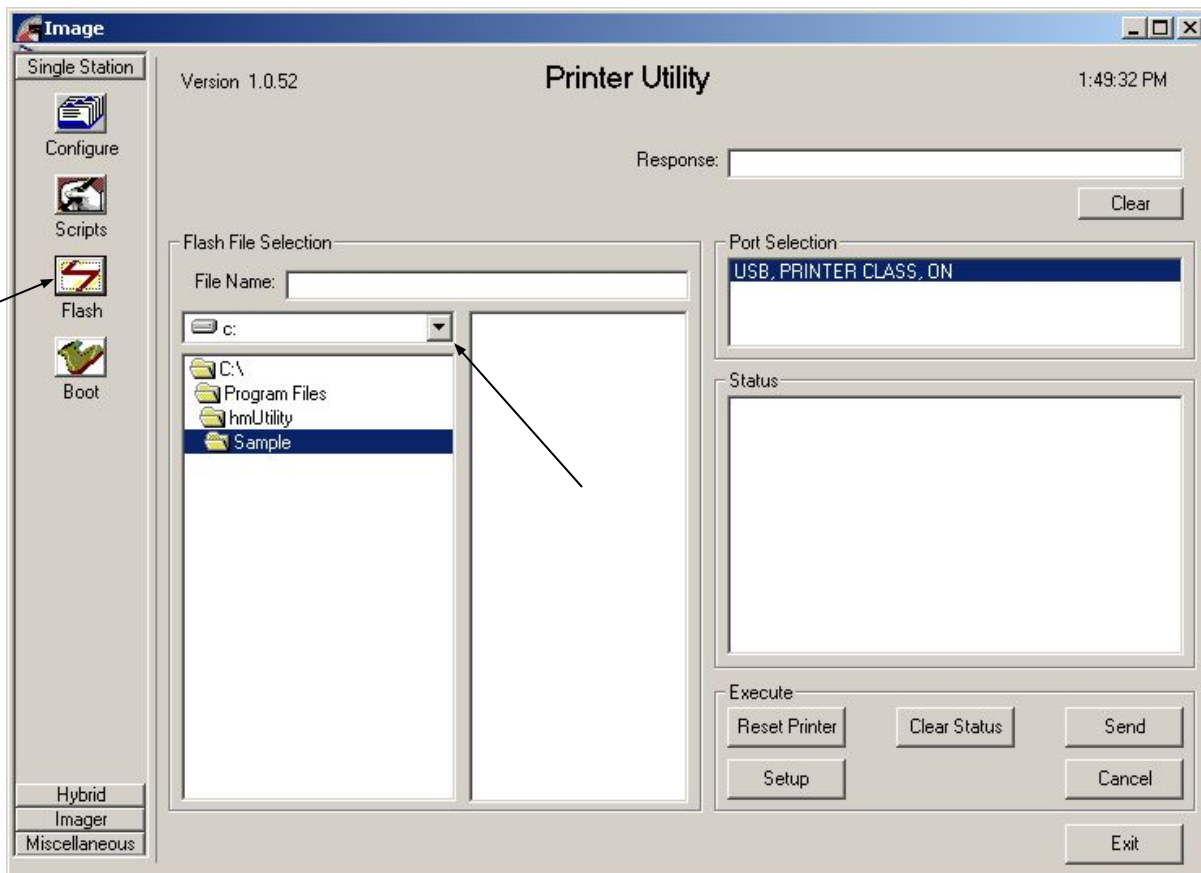 Image
Single Station
Configure
Scripts
Flash
Boot
Hybrid
Imager
Miscellaneous
Version 1.0.52
Printer Utility
1:49:32 PM
Response:
Clear
Flash File Selection
File Name:
c:
C:\
Program Files
hmUtility
Sample
Port Selection
USB, PRINTER CLASS, ON
Status
Execute
Reset Printer
Clear Status
Send
Setup
Cancel
Exit